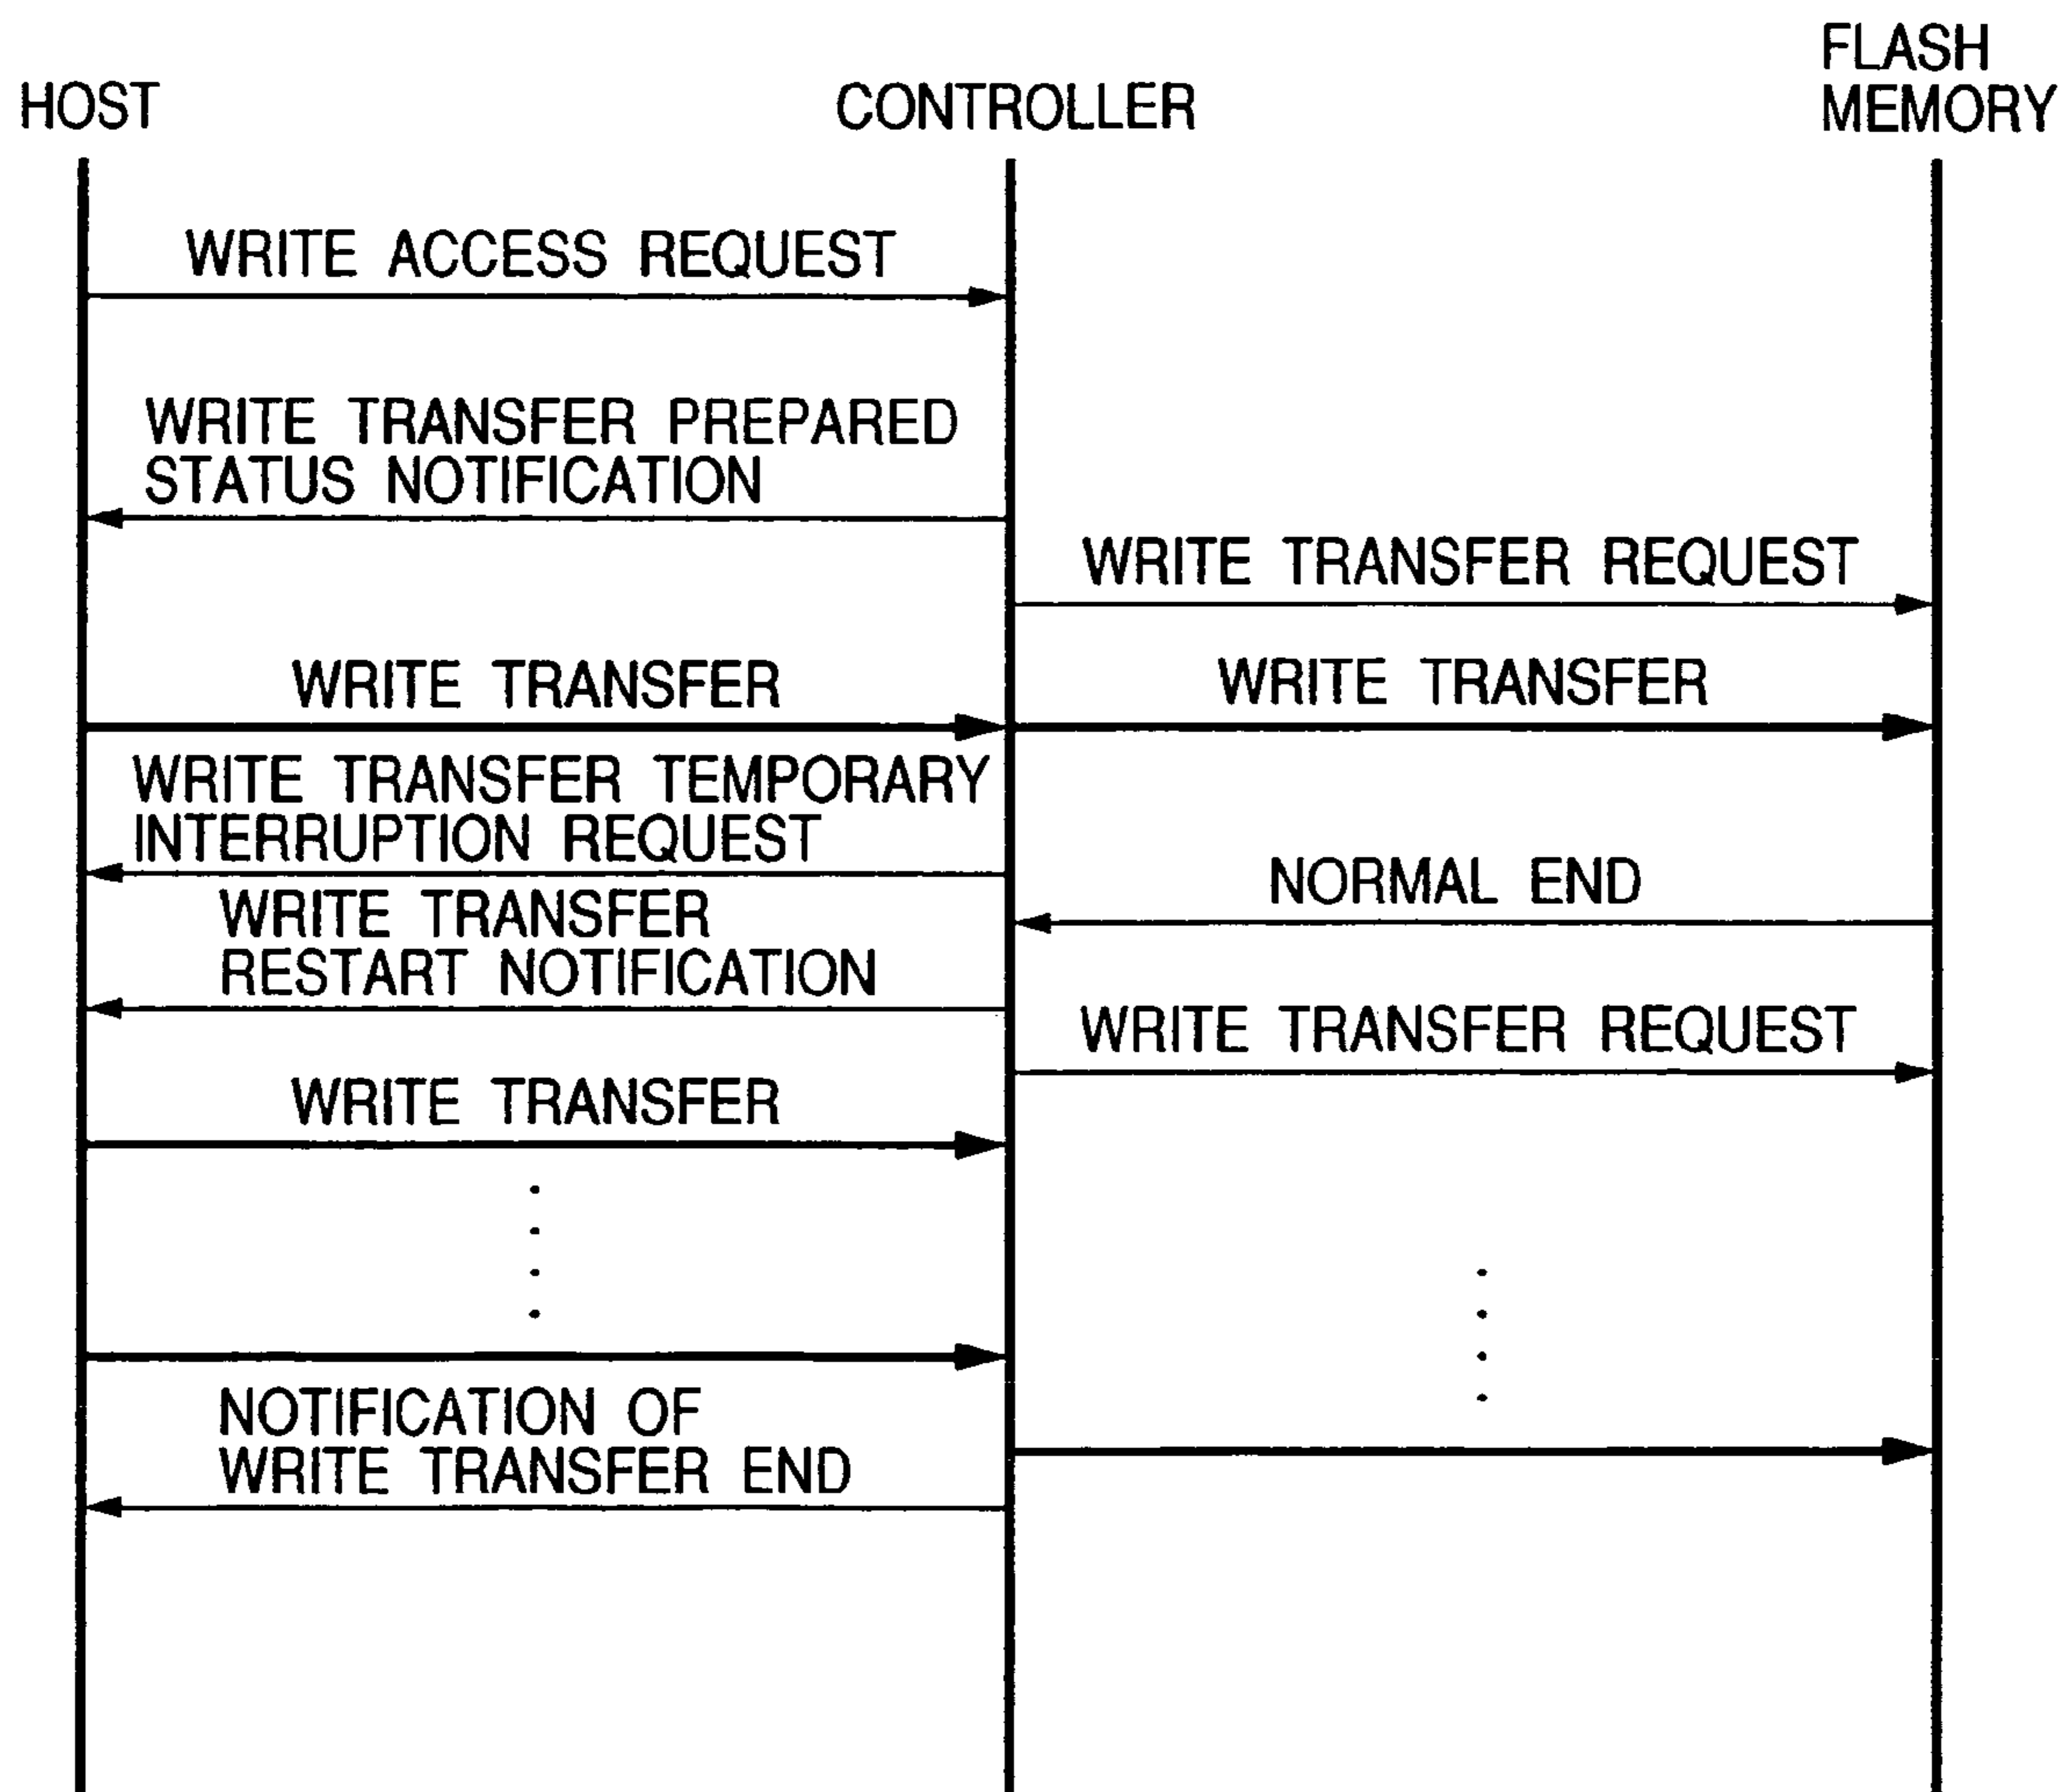 FLASH
HOST CONTROLLER MEMORY
WRITE ACCESS REQUEST
WRITE TRANSFER PREPARED
STATUS NOTIFICATION
WRITE TRANSFER REQUEST
WRITE TRANSFER WRITE TRANSFER
WRITE TRANSFER TEMPORARY
INTERRUPTION REQUEST
NORMAL END
WRITE TRANSFER
RESTART NOTIFICATION
WRITE TRANSFER REQUEST
WRITE TRANSFER
NOTIFICATION OF
WRITE TRANSFER END